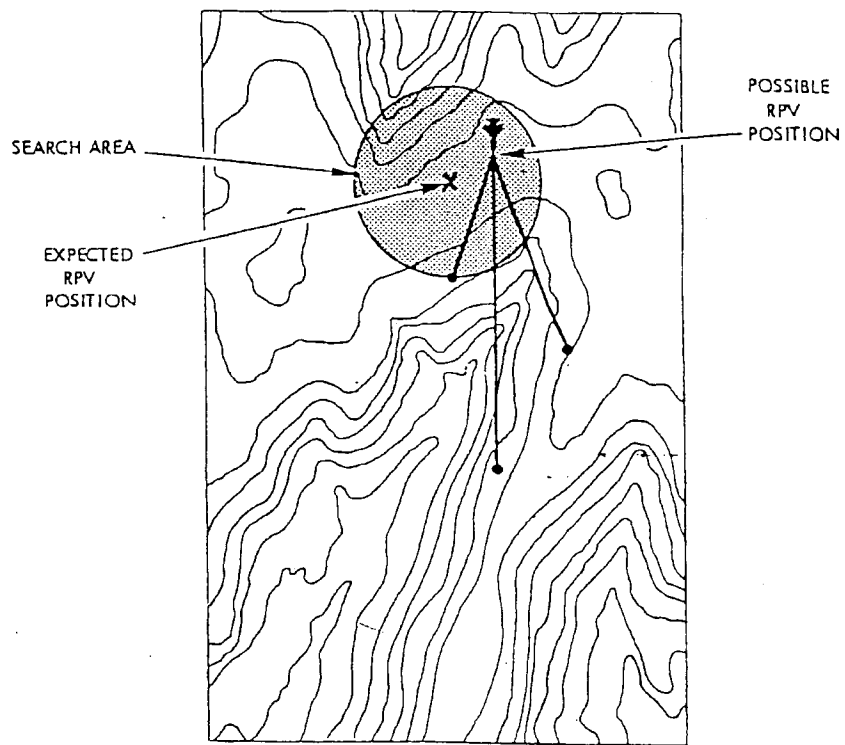 POSSIBLE
RPV
POSITION
SEARCH AREA
X
EXPECTED
RPV
POSITION